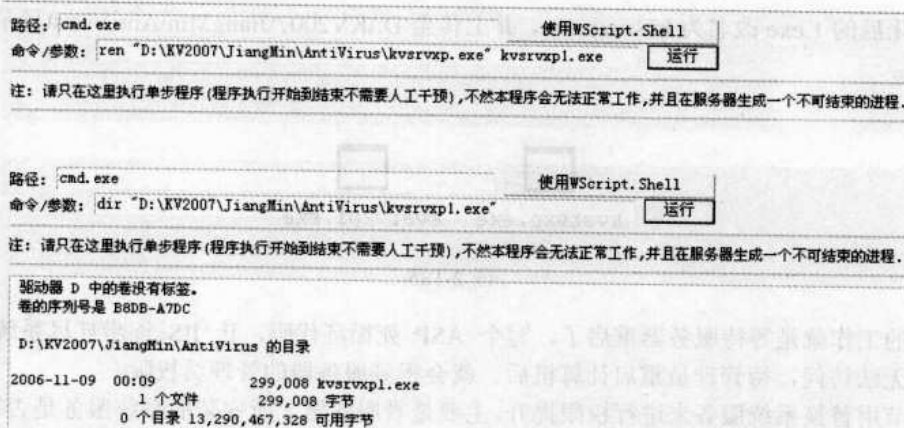 路径: cmd.exe 使用WScript.Shell
命令/参数: ren "D:\KV2007\JiangMin\AntiVirus\kvsrvxp.exe" kvsrvxp1.exe 运行
注: 请只在这里执行单步程序(程序执行开始到结束不需要人工干预),不然本程序会无法正常工作,并且在服务器生成一个不可结束的进程.
路径: cmd.exe 使用WScript.Shell
命令/参数: dir "D:\KV2007\JiangMin\AntiVirus\kvsrvxp1.exe" 运行
注: 请只在这里执行单步程序(程序执行开始到结束不需要人工干预),不然本程序会无法正常工作,并且在服务器生成一个不可结束的进程.
驱动器 D 中的卷没有标签。
卷的序列号是 B8DB-A7DC
D:\KV2007\JiangMin\AntiVirus 的目录
2006-11-09 00:09 299,008 kvsrvxp1.exe
1 个文件 299,008 字节
0 个目录 13,290,467,328 可用字节